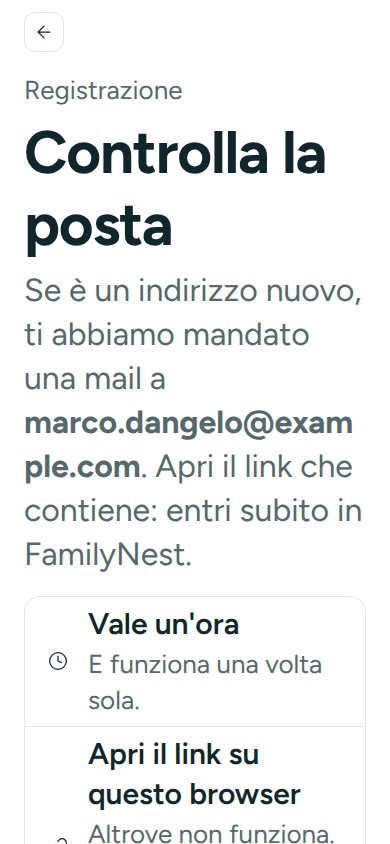 Registrazione
Controlla la
posta
Se è un indirizzo nuovo,
ti abbiamo mandato
una mail a
marco.dangelo@exam
ple.com. Apri il link che
contiene: entri subito in
FamilyNest.
Vale un'ora
E funziona una volta
sola.
Apri il link su
questo browser
Altrove non funziona.